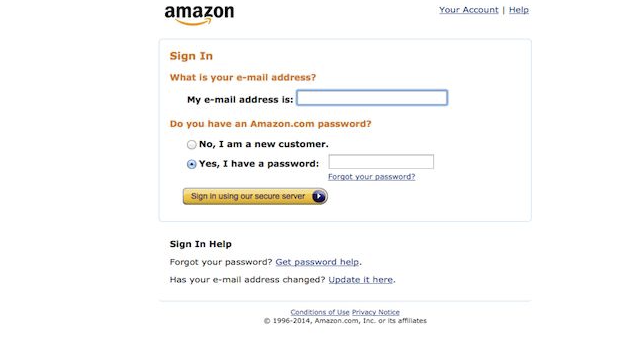 amazon
Your Account | Help
Sign In
What is your e-mail address?
My e-mail address is:
Do you have an Amazon.com password?
No, I am a new customer.
Yes, I have a password:
Forgot your password?
Sign in using our secure server
Sign In Help
Forgot your password? Get password help.
Has your e-mail address changed? Update it here.
Conditions of Use Privacy Notice
© 1996-2014, Amazon.com, Inc. or its affiliates